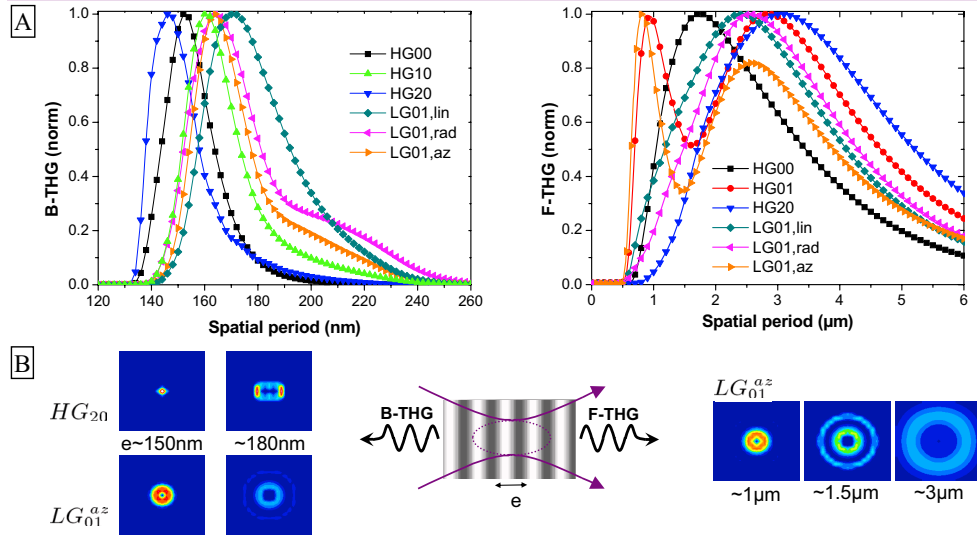 A
B-THG (norm)
1.0
0.8
0.6
0.4
0.2
0.0
HG00
HG10
HG20
LG01,lin
LG01,rad
LG01,az
120 140 160 180 200 220 240 260
Spatial period (nm)
F-THG (norm)
1.0
0.8
0.6
0.4
0.2
0.0
HG00
HG01
HG20
LG01,lin
LG01,rad
LG01,az
0 1 2 3 4 5 6
Spatial period (µm)
B
HG20
e~150nm ~180nm
LG01az
B-THG F-THG
e
LG01az
~1µm ~1.5µm ~3µm